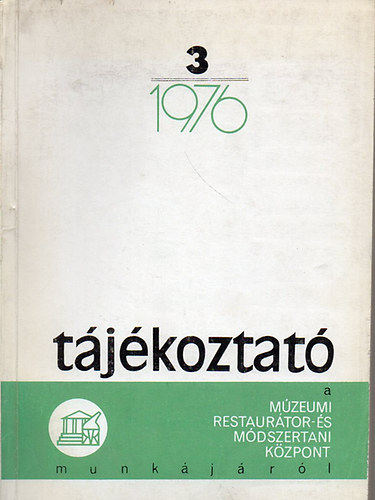 3
1976
tájékoztató
a
MÚZEUMI
RESTAURÁTOR-ÉS
MÓDSZERTANI
KÖZPONT
munkájáról